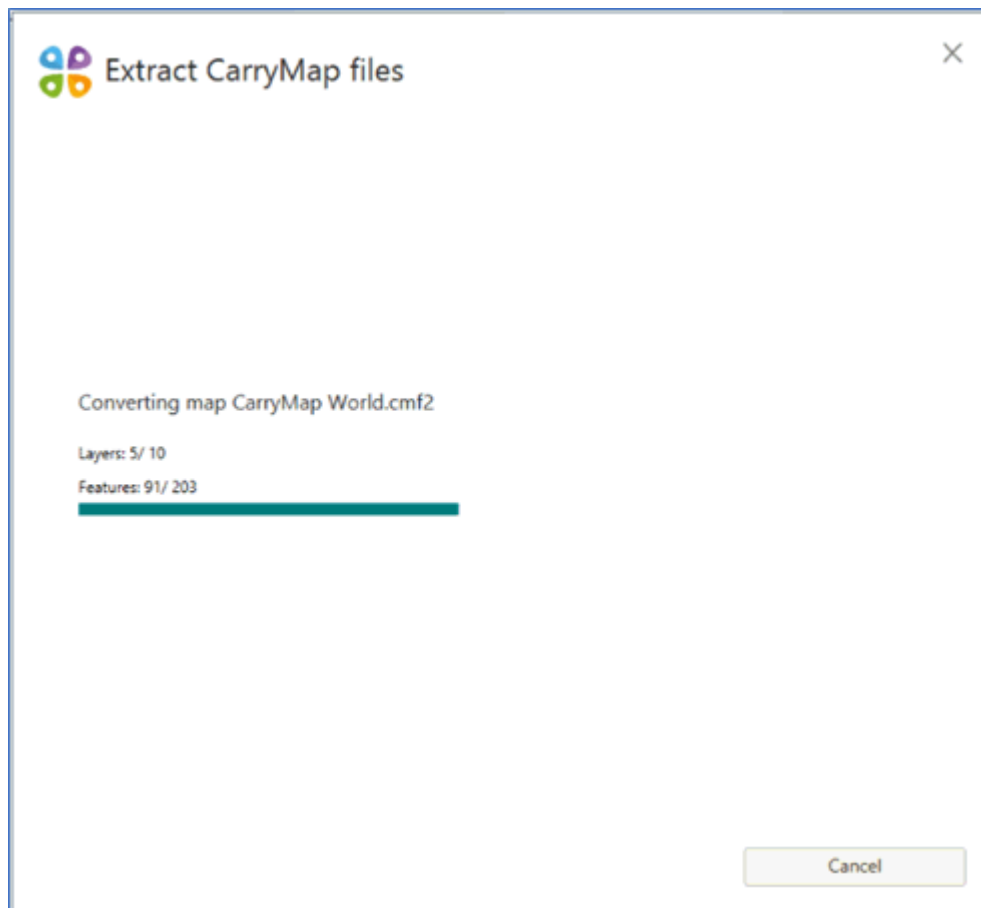 Extract CarryMap files
Converting map CarryMap World.cmf2
Layers: 5/ 10
Features: 91/ 203
Cancel